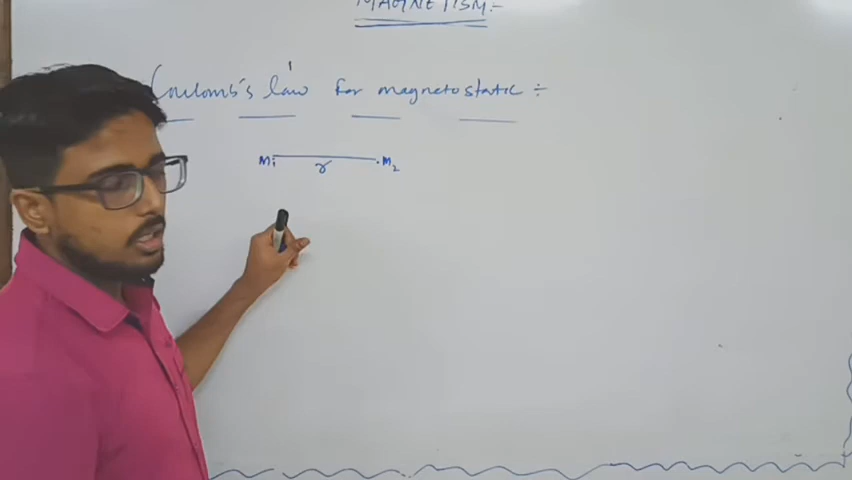 MAGNETISM:-
Coulomb's law for magnetostatic ÷
m₁ r m₂